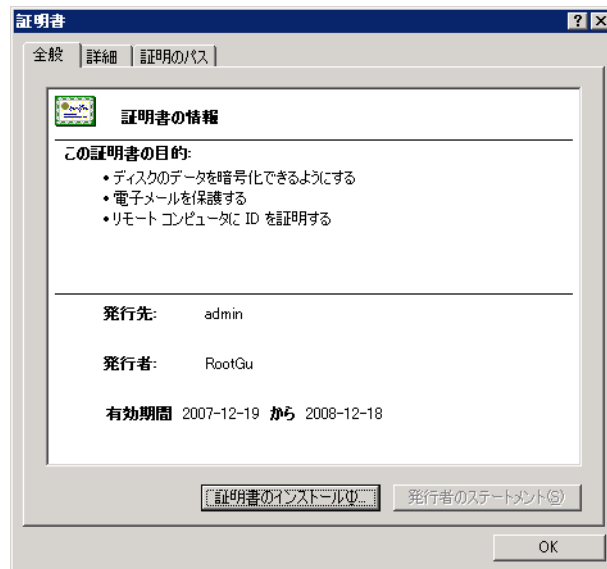 証明書
全般 詳細 証明のパス
証明書の情報
この証明書の目的:
• ディスクのデータを暗号化できるようにする
• 電子メールを保護する
• リモート コンピュータに ID を証明する
発行先: admin
発行者: RootGu
有効期間 2007-12-19 から 2008-12-18
証明書のインストール(I)... 発行者のステートメント(S)
OK